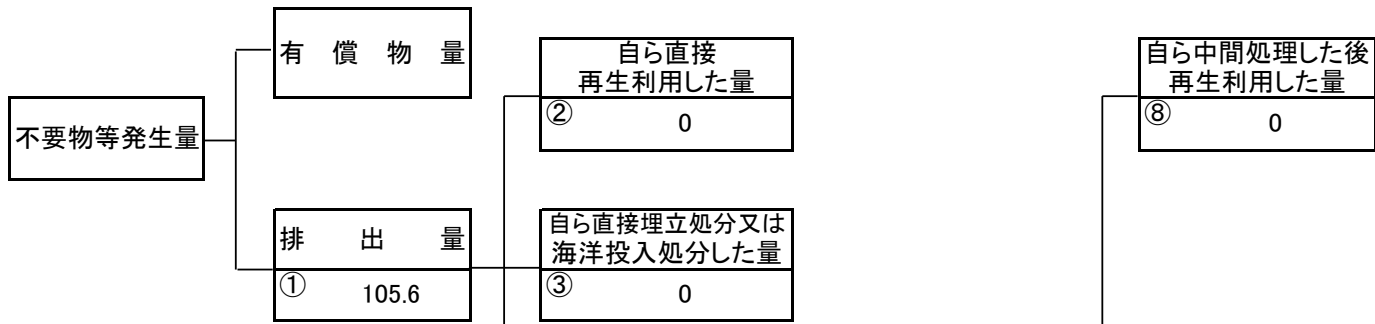 有償物量
自ら直接
再生利用した量
② 0
自ら中間処理した後
再生利用した量
⑧ 0
不要物等発生量
排出量
① 105.6
自ら直接埋立処分又は
海洋投入処分した量
③ 0